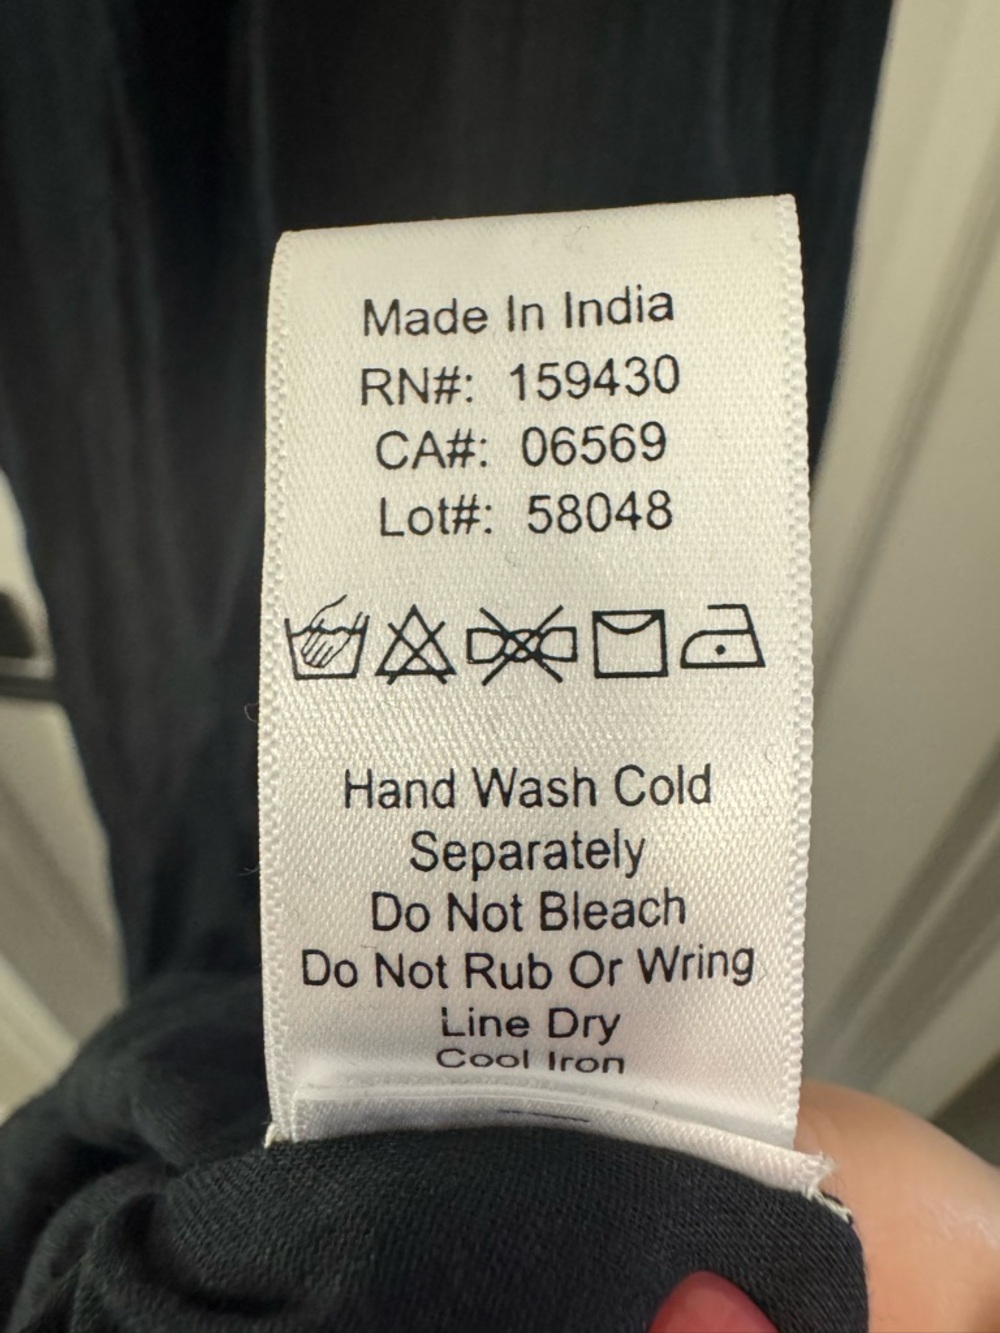 Made In India
RN#: 159430
CA#: 06569
Lot#: 58048
Hand Wash Cold
Separately
Do Not Bleach
Do Not Rub Or Wring
Line Dry
Cool Iron